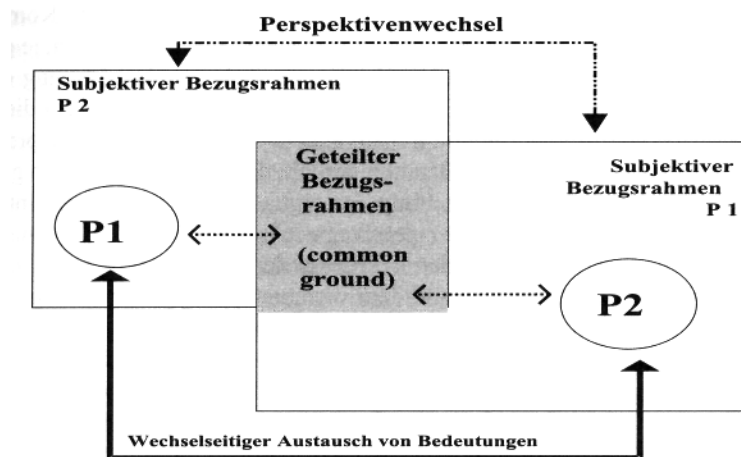 Perspektivenwechsel
Subjektiver Bezugsrahmen
P 2
Geteilter
Bezugs-
rahmen
(common
ground)
Subjektiver
Bezugsrahmen
P 1
P1
P2
Wechselseitiger Austausch von Bedeutungen